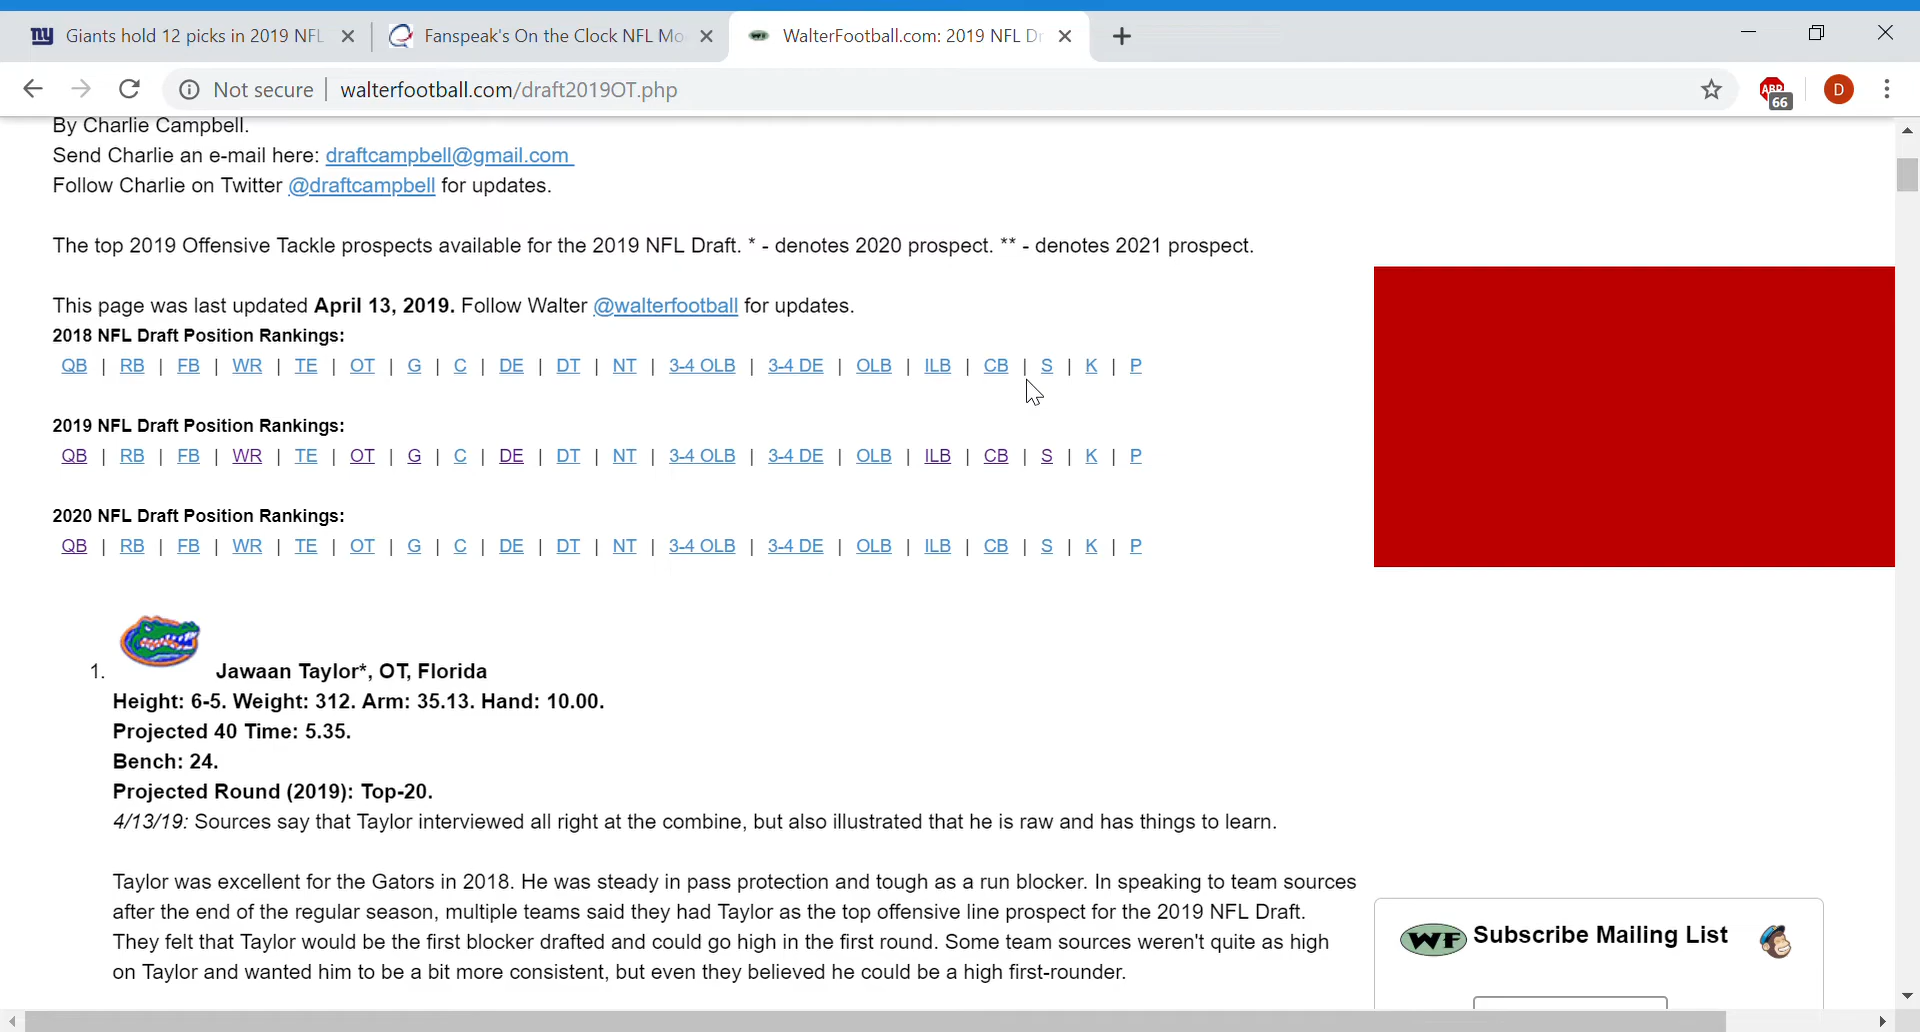 Giants hold 12 picks in 2019 NFL
Fanspeak's On the Clock NFL Mo
WalterFootball.com: 2019 NFL Dr
Not secure | walterfootball.com/draft2019OT.php
ABP
66
D
By Charlie Campbell.
Send Charlie an e-mail here: draftcampbell@gmail.com
Follow Charlie on Twitter @draftcampbell for updates.
The top 2019 Offensive Tackle prospects available for the 2019 NFL Draft. * - denotes 2020 prospect. ** - denotes 2021 prospect.
This page was last updated April 13, 2019. Follow Walter @walterfootball for updates.
2018 NFL Draft Position Rankings:
QB | RB | FB | WR | TE | OT | G | C | DE | DT | NT | 3-4 OLB | 3-4 DE | OLB | ILB | CB | S | K | P
2019 NFL Draft Position Rankings:
QB | RB | FB | WR | TE | OT | G | C | DE | DT | NT | 3-4 OLB | 3-4 DE | OLB | ILB | CB | S | K | P
2020 NFL Draft Position Rankings:
QB | RB | FB | WR | TE | OT | G | C | DE | DT | NT | 3-4 OLB | 3-4 DE | OLB | ILB | CB | S | K | P
1. Jawaan Taylor*, OT, Florida
Height: 6-5. Weight: 312. Arm: 35.13. Hand: 10.00.
Projected 40 Time: 5.35.
Bench: 24.
Projected Round (2019): Top-20.
4/13/19: Sources say that Taylor interviewed all right at the combine, but also illustrated that he is raw and has things to learn.
Taylor was excellent for the Gators in 2018. He was steady in pass protection and tough as a run blocker. In speaking to team sources
after the end of the regular season, multiple teams said they had Taylor as the top offensive line prospect for the 2019 NFL Draft.
They felt that Taylor would be the first blocker drafted and could go high in the first round. Some team sources weren't quite as high
on Taylor and wanted him to be a bit more consistent, but even they believed he could be a high first-rounder.
WF Subscribe Mailing List